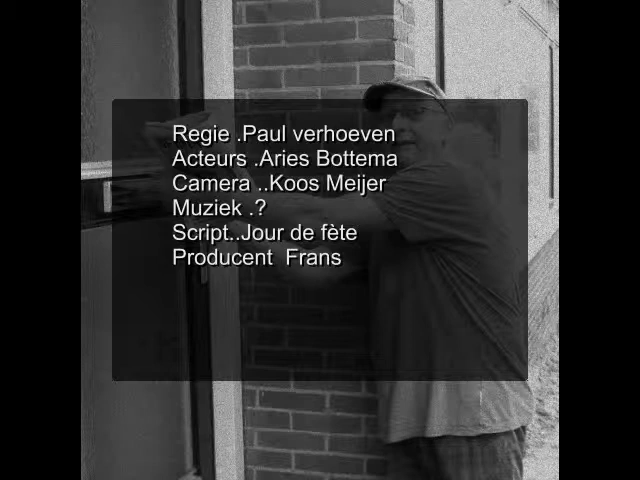 Regie .Paul verhoeven
Acteurs .Aries Bottema
Camera ..Koos Meijer
Muziek .?
Script..Jour de fète
Producent  Frans